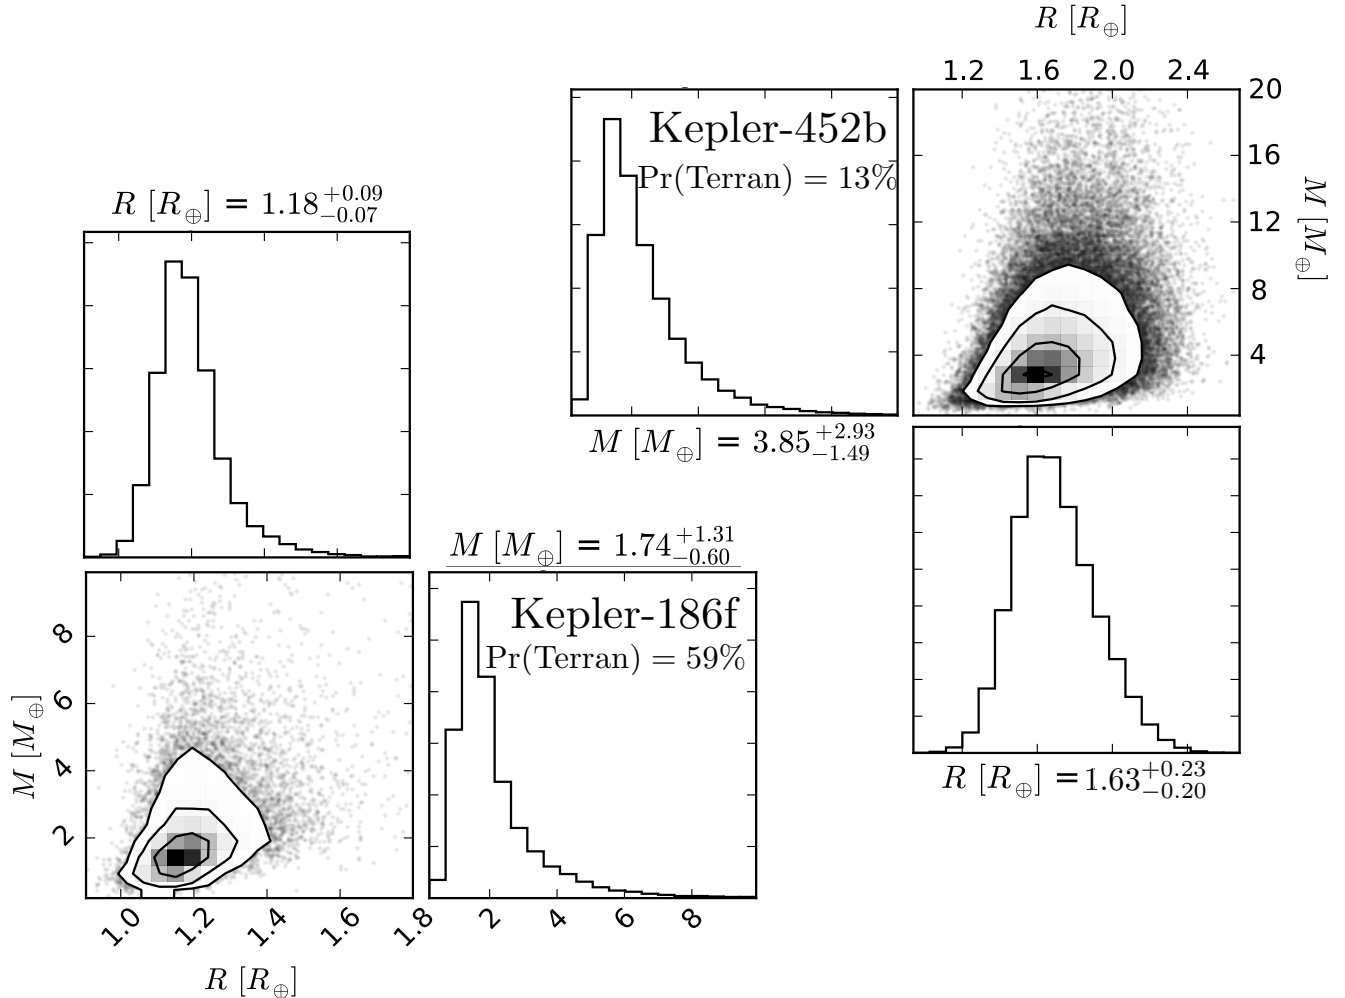 R [R⊕]
1.2 1.6 2.0 2.4
20
Kepler-452b
Pr(Terran) = 13%
16
12
8
4
M [M⊕]
R [R⊕] = 1.18 +0.09 −0.07
M [M⊕] = 3.85 +2.93 −1.49
M [M⊕] = 1.74 +1.31 −0.60
Kepler-186f
Pr(Terran) = 59%
R [R⊕] = 1.63 +0.23 −0.20
M [M⊕]
8
6
4
2
1.0 1.2 1.4 1.6 1.8
2 4 6 8
R [R⊕]